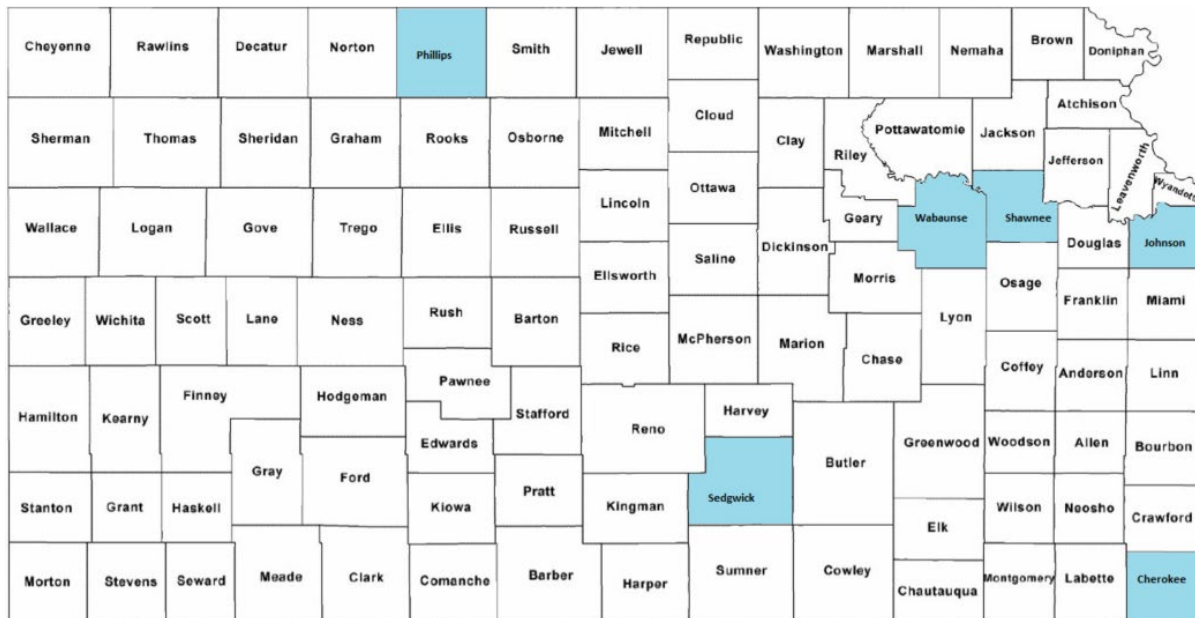 Cheyenne
Rawlins
Decatur
Norton
Phillips
Smith
Jewell
Republic
Washington
Marshall
Nemaha
Brown
Doniphan
Sherman
Thomas
Sheridan
Graham
Rooks
Osborne
Mitchell
Cloud
Clay
Riley
Pottawatomie
Jackson
Atchison
Jefferson
Leavenworth
Wyandott
Wallace
Logan
Gove
Trego
Ellis
Russell
Lincoln
Ottawa
Geary
Wabaunse
Shawnee
Douglas
Johnson
Ellsworth
Saline
Dickinson
Morris
Osage
Franklin
Miami
Greeley
Wichita
Scott
Lane
Ness
Rush
Barton
Rice
McPherson
Marion
Chase
Lyon
Coffey
Anderson
Linn
Hamilton
Kearny
Finney
Hodgeman
Pawnee
Stafford
Edwards
Reno
Harvey
Butler
Greenwood
Woodson
Allen
Bourbon
Gray
Ford
Stanton
Grant
Haskell
Kiowa
Pratt
Kingman
Sedgwick
Elk
Wilson
Neosho
Crawford
Morton
Stevens
Seward
Meade
Clark
Comanche
Barber
Harper
Sumner
Cowley
Chautauqua
Montgomery
Labette
Cherokee